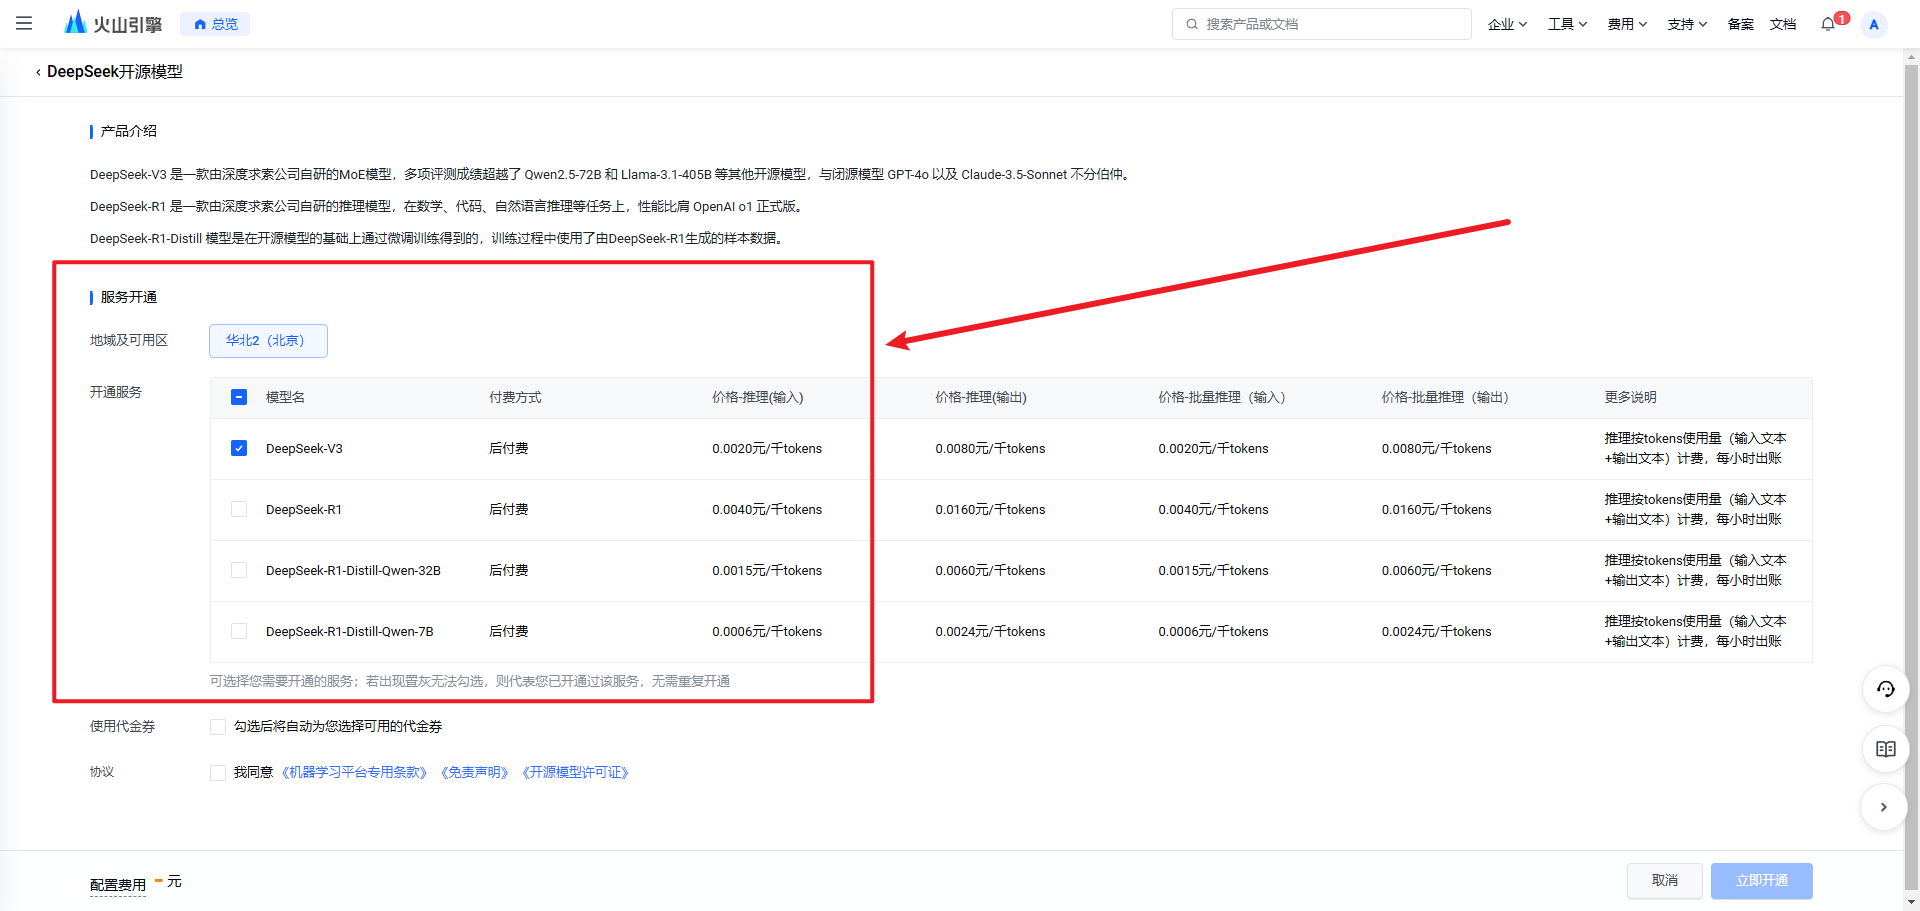 火山引擎
总览
搜索产品或文档
企业
工具
费用
支持
备案
文档
1
A
DeepSeek开源模型
产品介绍
DeepSeek-V3 是一款由深度求索公司自研的MoE模型，多项评测成绩超越了 Qwen2.5-72B 和 Llama-3.1-405B 等其他开源模型，与闭源模型 GPT-4o 以及 Claude-3.5-Sonnet 不分伯仲。
DeepSeek-R1 是一款由深度求索公司自研的推理模型，在数学、代码、自然语言推理等任务上，性能比肩 OpenAI o1 正式版。
DeepSeek-R1-Distill 模型是在开源模型的基础上通过微调训练得到的，训练过程中使用了由DeepSeek-R1生成的样本数据。
服务开通
地域及可用区 华北2（北京）
开通服务
模型名 付费方式 价格-推理(输入) 价格-推理(输出) 价格-批量推理（输入） 价格-批量推理（输出） 更多说明
DeepSeek-V3 后付费 0.0020元/千tokens 0.0080元/千tokens 0.0020元/千tokens 0.0080元/千tokens 推理按tokens使用量（输入文本
+输出文本）计费，每小时出账
DeepSeek-R1 后付费 0.0040元/千tokens 0.0160元/千tokens 0.0040元/千tokens 0.0160元/千tokens 推理按tokens使用量（输入文本
+输出文本）计费，每小时出账
DeepSeek-R1-Distill-Qwen-32B 后付费 0.0015元/千tokens 0.0060元/千tokens 0.0015元/千tokens 0.0060元/千tokens 推理按tokens使用量（输入文本
+输出文本）计费，每小时出账
DeepSeek-R1-Distill-Qwen-7B 后付费 0.0006元/千tokens 0.0024元/千tokens 0.0006元/千tokens 0.0024元/千tokens 推理按tokens使用量（输入文本
+输出文本）计费，每小时出账
可选择您需要开通的服务；若出现置灰无法勾选，则代表您已开通过该服务，无需重复开通
使用代金券 勾选后将自动为您选择可用的代金券
协议 我同意 《机器学习平台专用条款》 《免责声明》 《开源模型许可证》
配置费用 - 元
取消
立即开通